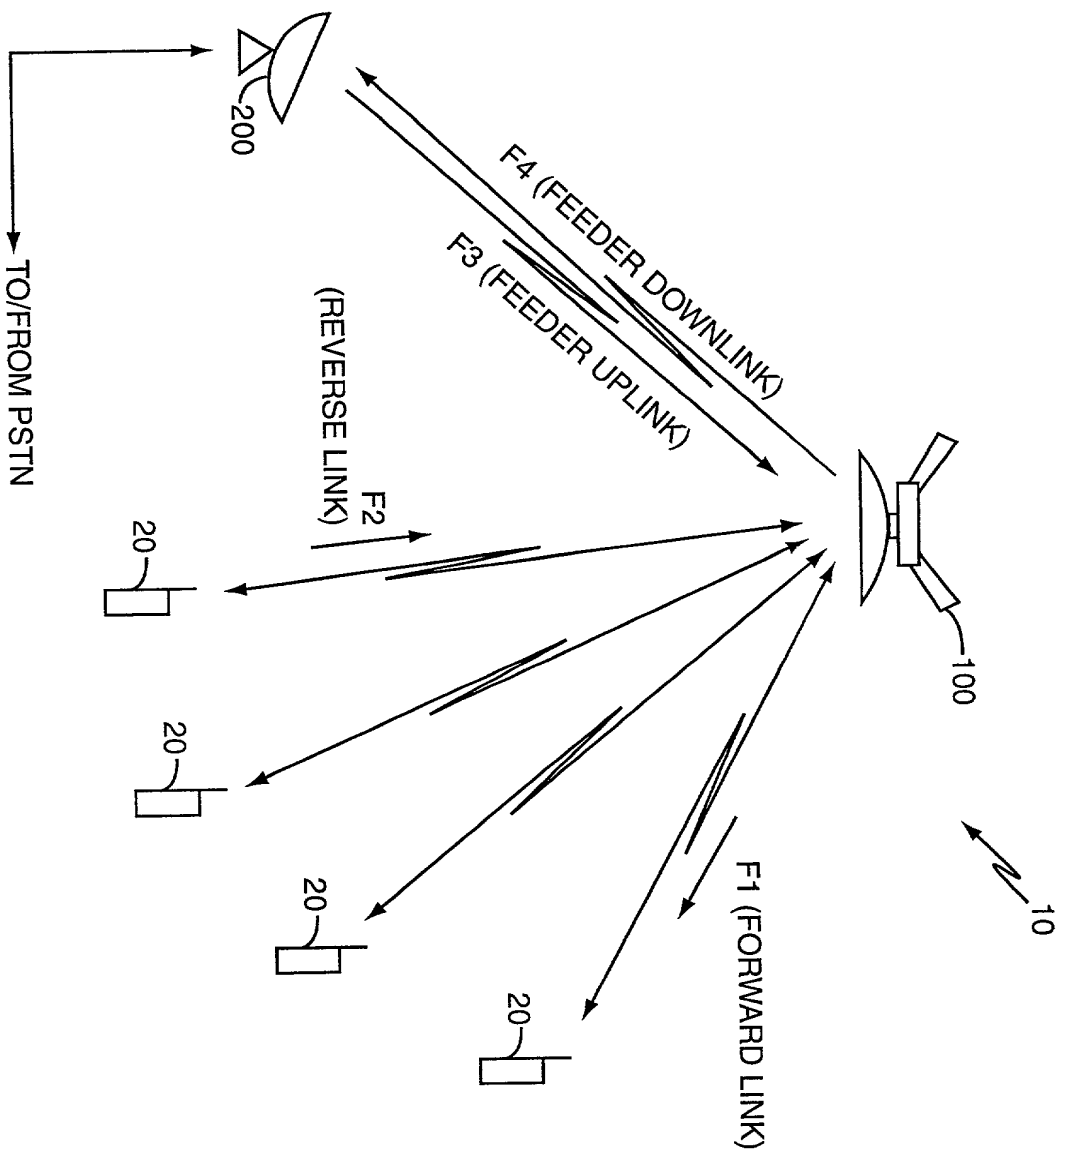 10
100
F4 (FEEDER DOWNLINK)
F3 (FEEDER UPLINK)
F1 (FORWARD LINK)
F2
(REVERSE LINK)
200
20
20
20
20
TO/FROM PSTN